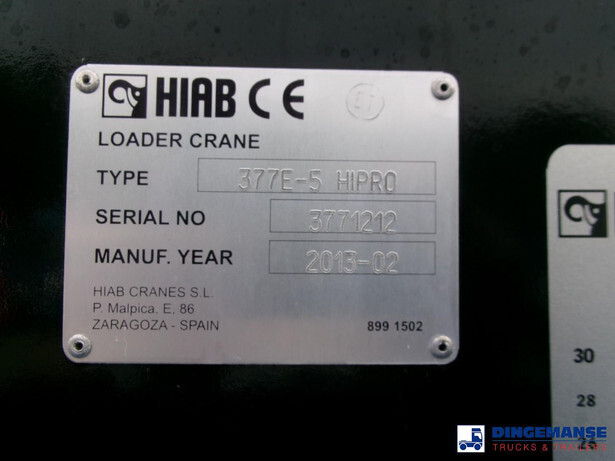 HIAB CE
LOADER CRANE
TYPE 377E-5 HIPRO
SERIAL NO 3771212
MANUF. YEAR 2013-02
HIAB CRANES S.L.
P. Malpica, E, 86
ZARAGOZA - SPAIN 899 1502
30
28
DINGEMANSE
TRUCKS & TRAILERS